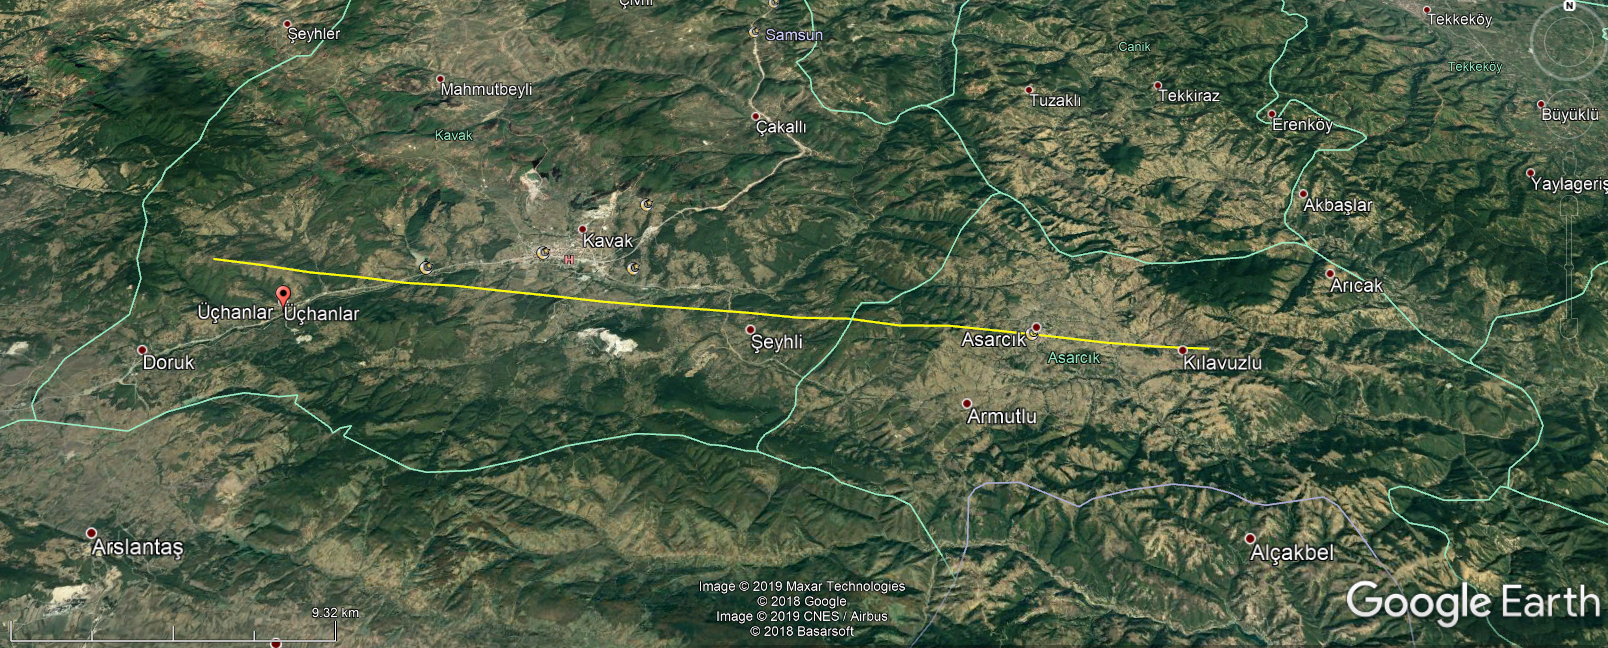 Çivril
Şeyhler
Samsun
Tekkeköy
Canik
Tekkeköy
Mahmutbeyli
Tuzaklı
Tekkiraz
Büyüklü
Kavak
Çakallı
Erenköy
Yaylageriş
Akbaşlar
Kavak
H
Arıcak
Üçhanlar
Üçhanlar
Şeyhli
Asarcık
Asarcık
Doruk
Kılavuzlu
Armutlu
Arslantaş
Alçakbel
Image © 2019 Maxar Technologies
© 2018 Google
Image © 2019 CNES / Airbus
© 2018 Basarsoft
9.32 km
Google Earth
N